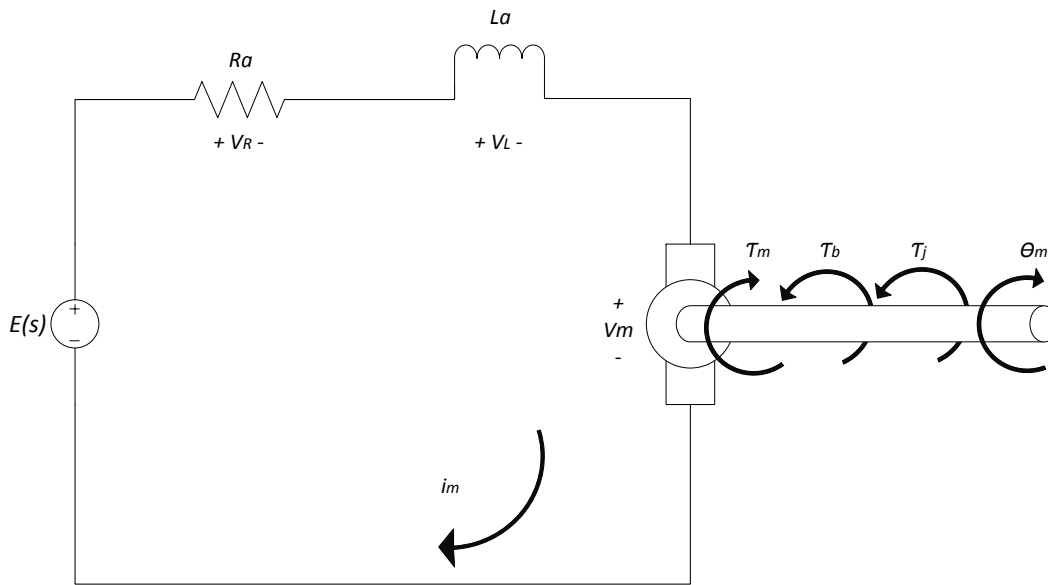 La
Ra
+ VR -
+ VL -
τm
τb
τj
Θm
+
E(s)
+
Vm
-
−
im